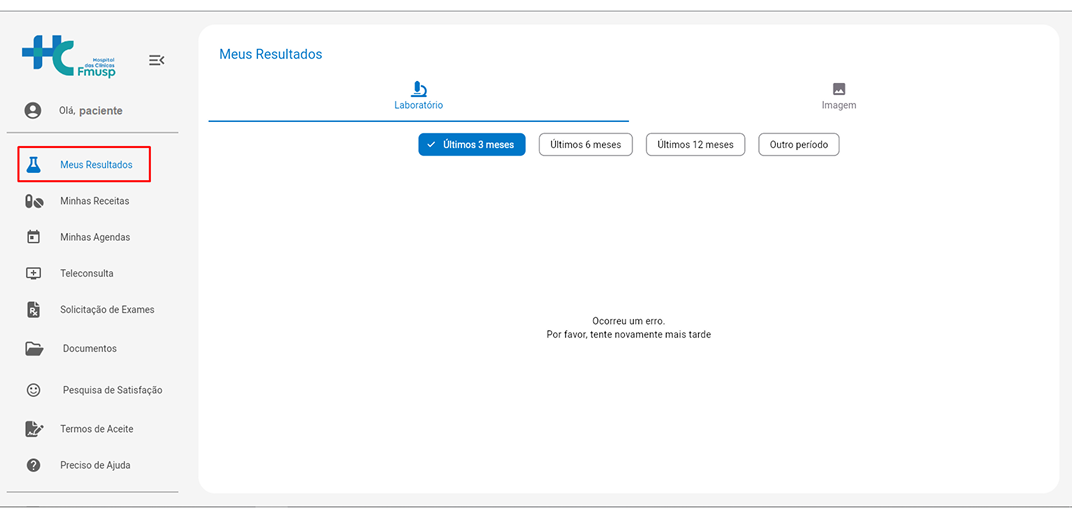 Hospital
das Clínicas
Fmusp
Olá, paciente
Meus Resultados
Minhas Receitas
Minhas Agendas
Teleconsulta
Solicitação de Exames
Documentos
Pesquisa de Satisfação
Termos de Aceite
Preciso de Ajuda
Meus Resultados
Laboratório
Imagem
Últimos 3 meses
Últimos 6 meses
Últimos 12 meses
Outro período
Ocorreu um erro.
Por favor, tente novamente mais tarde